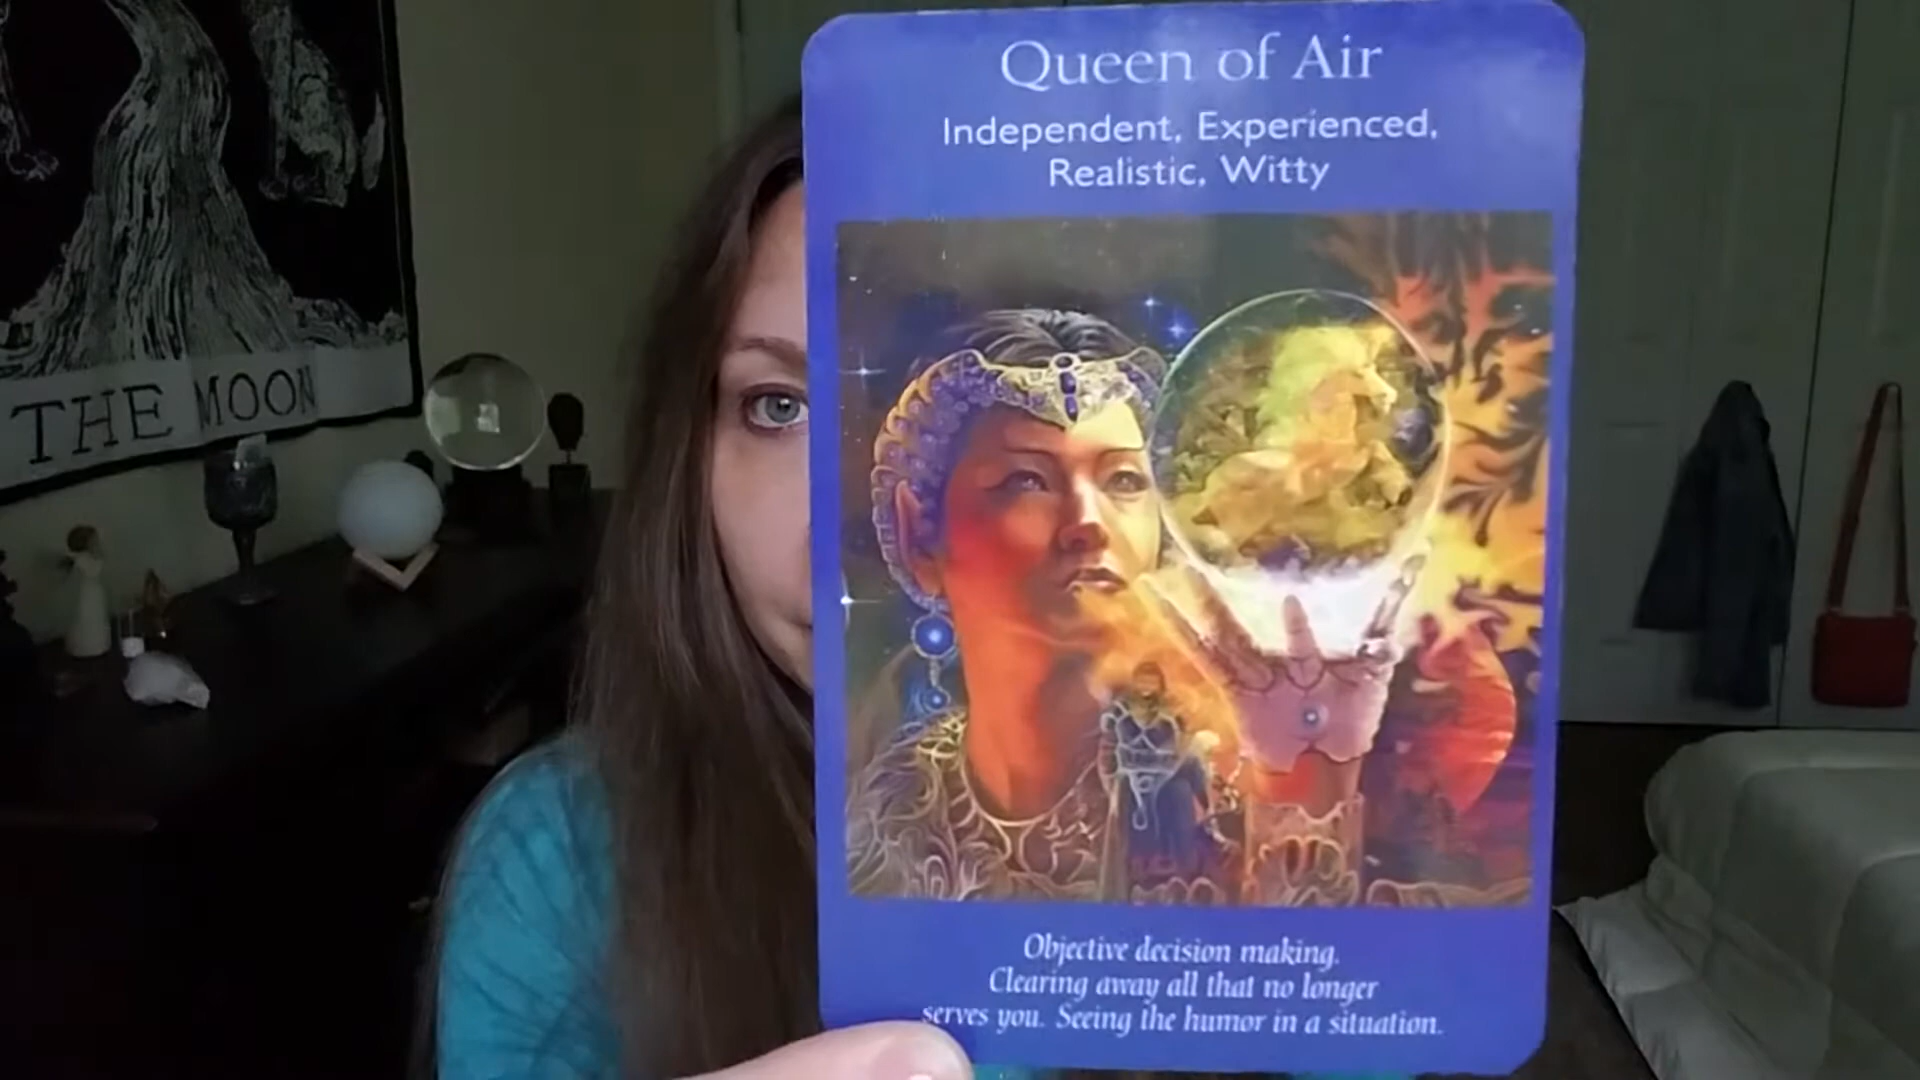 THE MOON
Queen of Air
Independent, Experienced,
Realistic, Witty
Objective decision making.
Clearing away all that no longer
serves you. Seeing the humor in a situation.